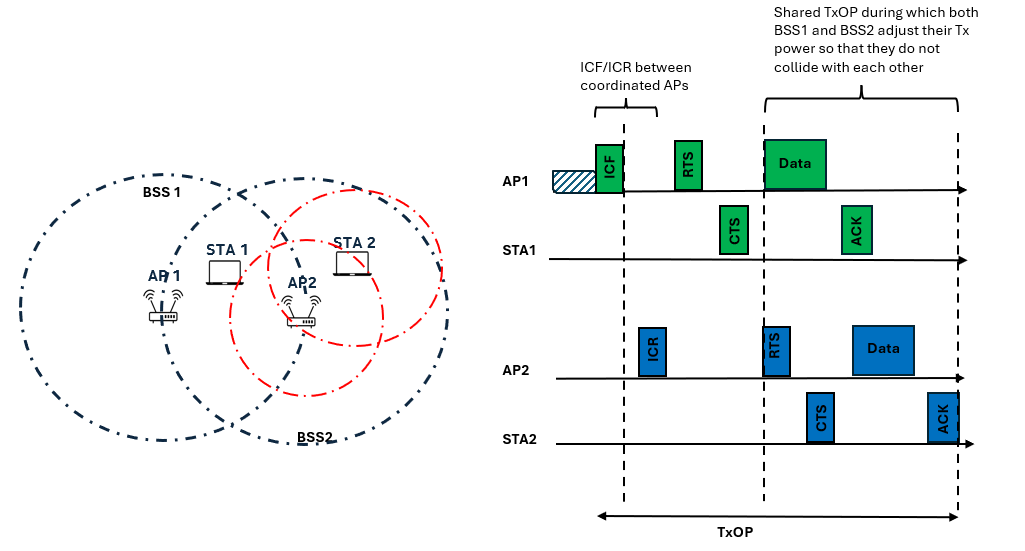 Shared TxOP during which both
BSS1 and BSS2 adjust their Tx
power so that they do not
collide with each other
ICF/ICR between
coordinated APs
BSS 1
STA 1
STA 2
AP 1
AP2
BSS2
AP1
ICF
RTS
Data
STA1
CTS
ACK
AP2
ICR
RTS
Data
STA2
CTS
ACK
TxOP